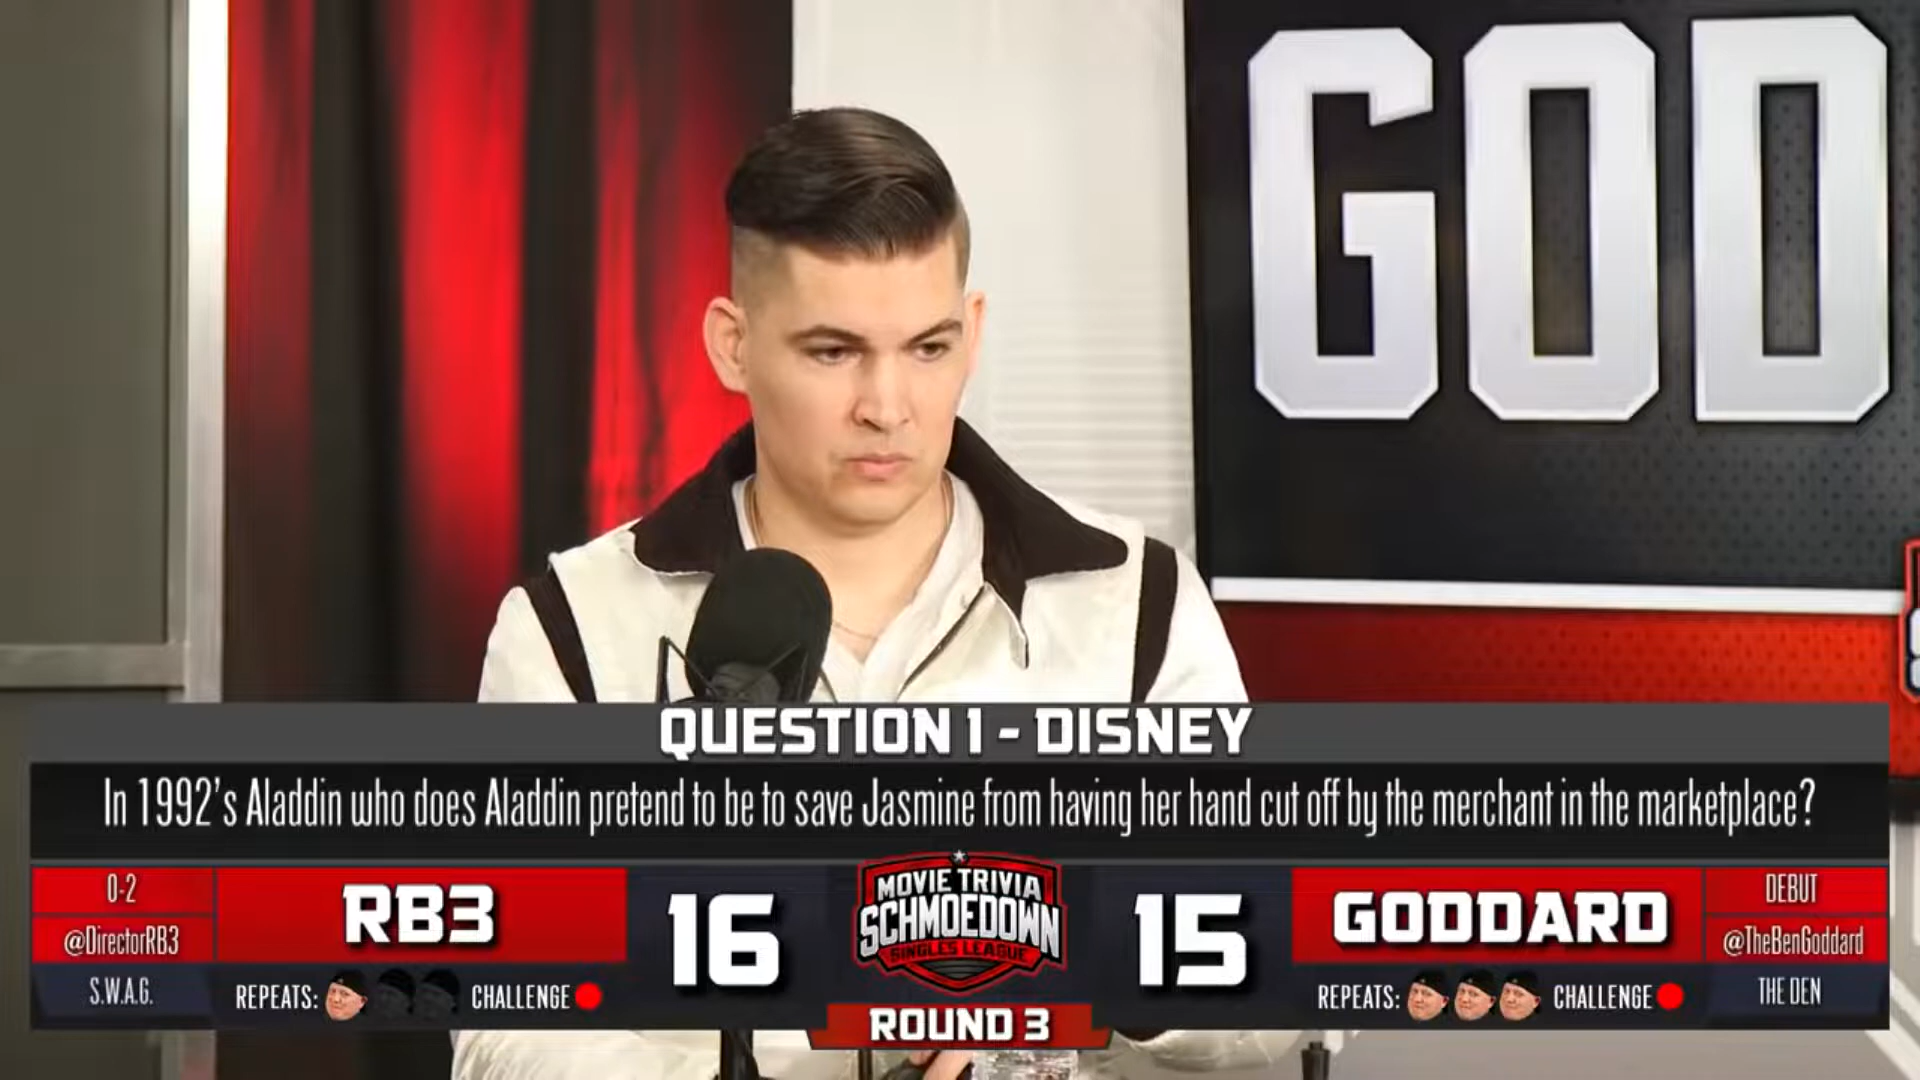 GOD
QUESTION 1 - DISNEY
In 1992's Aladdin who does Aladdin pretend to be to save Jasmine from having her hand cut off by the merchant in the marketplace?
0-2
@DirectorRB3
S.W.A.G.
RB3
REPEATS:
CHALLENGE
16
MOVIE TRIVIA
SCHMOEDOWN
SINGLES LEAGUE
ROUND 3
15
GODDARD
REPEATS:
CHALLENGE
DEBUT
@TheBenGoddard
THE DEN